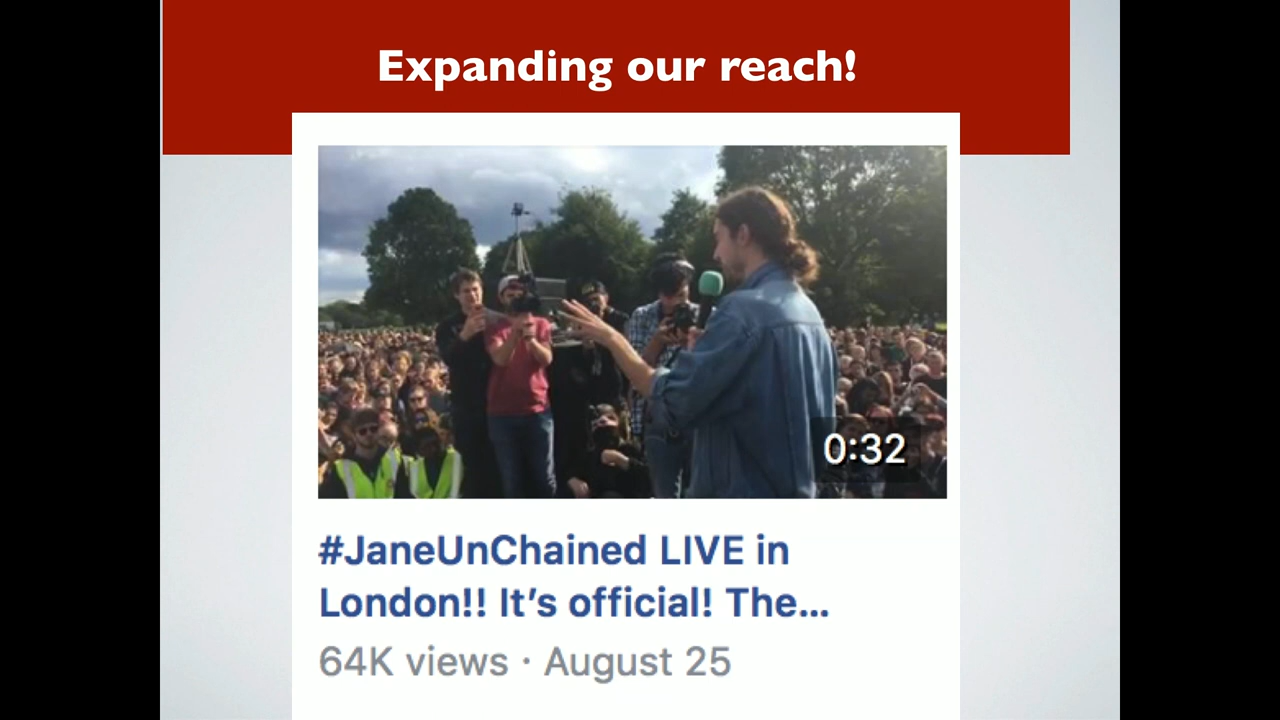 Expanding our reach!
0:32
#JaneUnChained LIVE in
London!! It’s official! The...
64K views · August 25